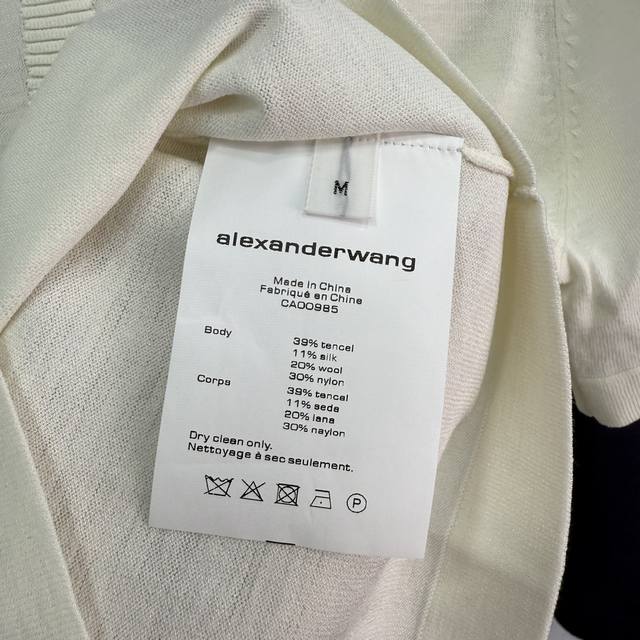 M
alexanderwang
Made in China
Fabriqué en Chine
CA00985
Body
39% tencel
11% silk
20% wool
30% nylon
Corps
39% tencel
11% seda
20% lana
30% naylon
Dry clean only.
Nettoyage à sec seulement.
P